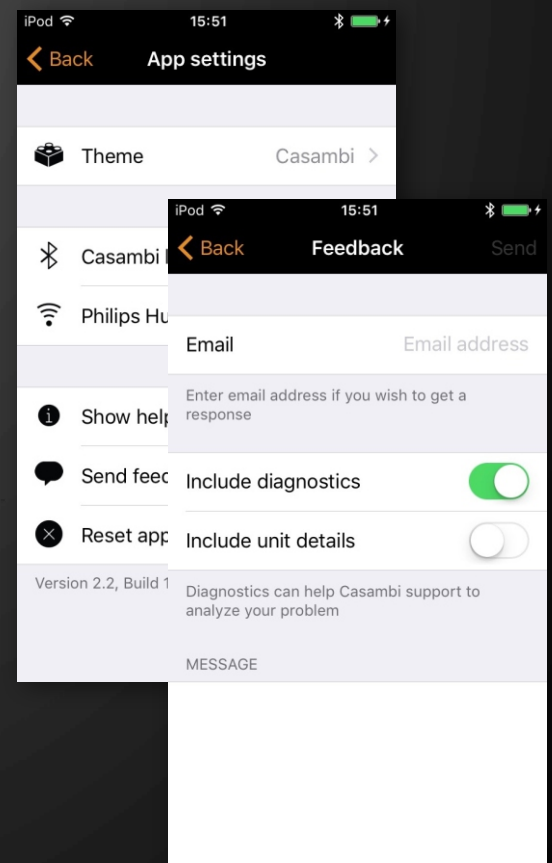 iPod 15:51
Back App settings
Theme Casambi
Casambi
Philips Hu
Show help
Send feed
Reset app
Version 2.2, Build 1
iPod 15:51
Back Feedback Send
Email Email address
Enter email address if you wish to get a
response
Include diagnostics
Include unit details
Diagnostics can help Casambi support to
analyze your problem
MESSAGE